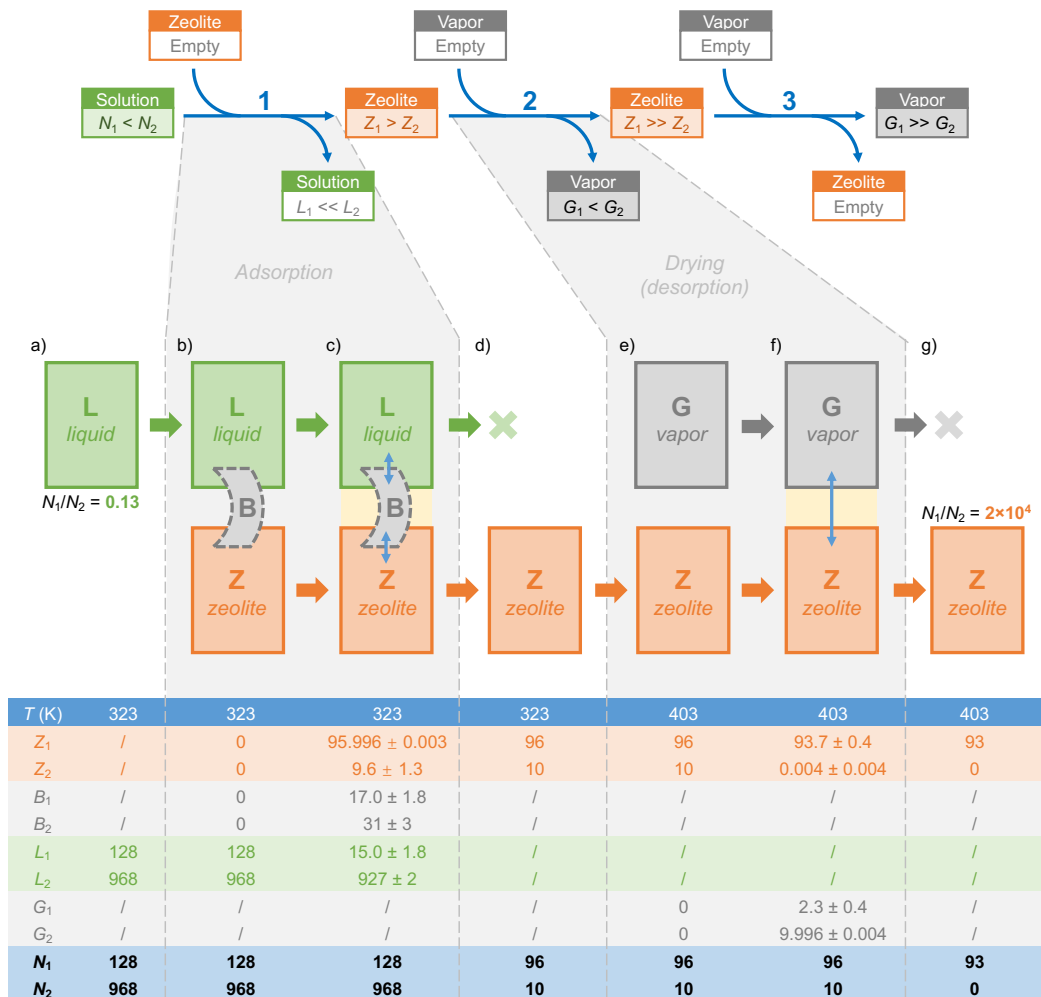 Zeolite
Empty
Vapor
Empty
Vapor
Empty
Solution
N₁ < N₂
1
Zeolite
Z₁ > Z₂
2
Zeolite
Z₁ >> Z₂
3
Vapor
G₁ >> G₂
Solution
L₁ << L₂
Vapor
G₁ < G₂
Zeolite
Empty
Adsorption
Drying
(desorption)
a)
b)
c)
d)
e)
f)
g)
L
liquid
L
liquid
L
liquid
G
vapor
G
vapor
N₁/N₂ = 0.13
B
B
N₁/N₂ = 2×10⁴
Z
zeolite
Z
zeolite
Z
zeolite
Z
zeolite
Z
zeolite
Z
zeolite
T (K) 323 323 323 323 403 403 403
Z₁ / 0 95.996 ± 0.003 96 96 93.7 ± 0.4 93
Z₂ / 0 9.6 ± 1.3 10 10 0.004 ± 0.004 0
B₁ / 0 17.0 ± 1.8 / / / /
B₂ / 0 31 ± 3 / / / /
L₁ 128 128 15.0 ± 1.8 / / / /
L₂ 968 968 927 ± 2 / / / /
G₁ / / / / 0 2.3 ± 0.4 /
G₂ / / / / 0 9.996 ± 0.004 /
N₁ 128 128 128 96 96 96 93
N₂ 968 968 968 10 10 10 0